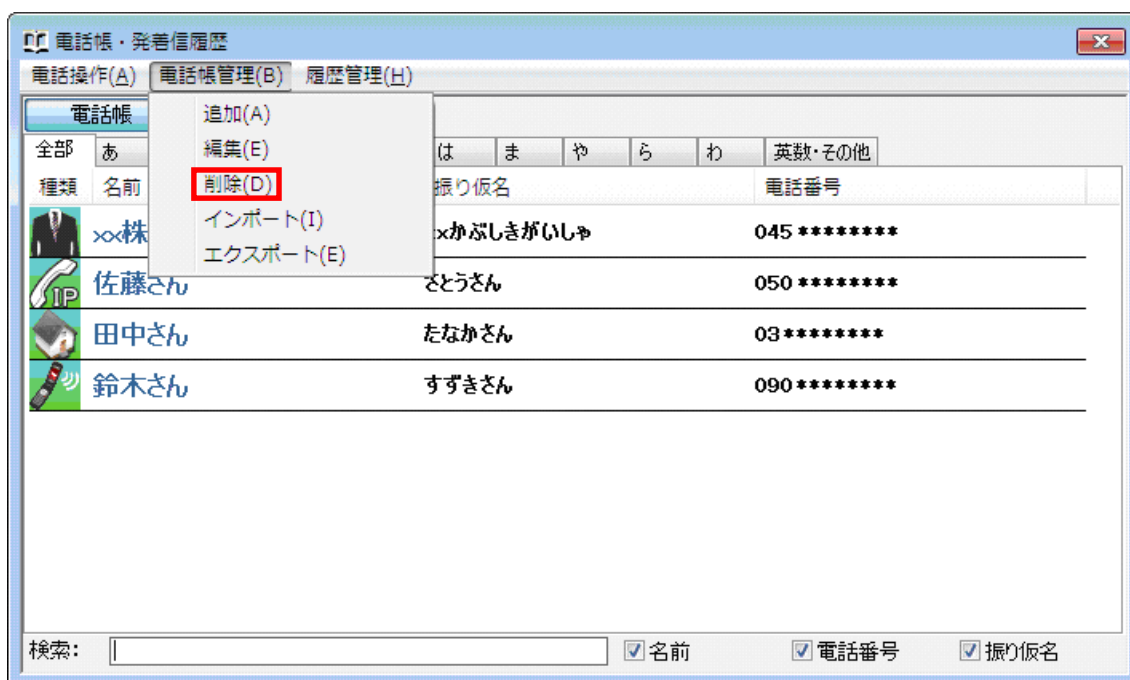 電話帳・発着信履歴
電話操作(A) 電話帳管理(B) 履歴管理(H)
電話帳
追加(A)
編集(E)
削除(D)
インポート(I)
エクスポート(E)
全部 あ は ま や ら わ 英数・その他
種類 名前 振り仮名 電話番号
xx株 xかぶしきがいしゃ 045********
IP 佐藤さん さとうさん 050********
田中さん たなかさん 03********
鈴木さん すずきさん 090********
検索: 名前 電話番号 振り仮名